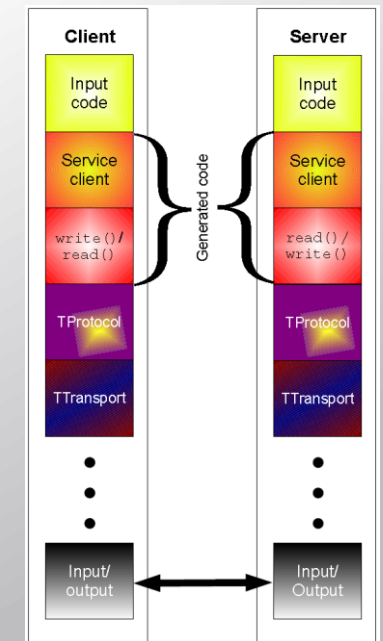 Client
Input
code
Service
client
write()/
read()
TProtocol
TTransport
Input/
output
Generated code
Server
Input
code
Service
client
read()/
write()
TProtocol
TTransport
Input/
Output